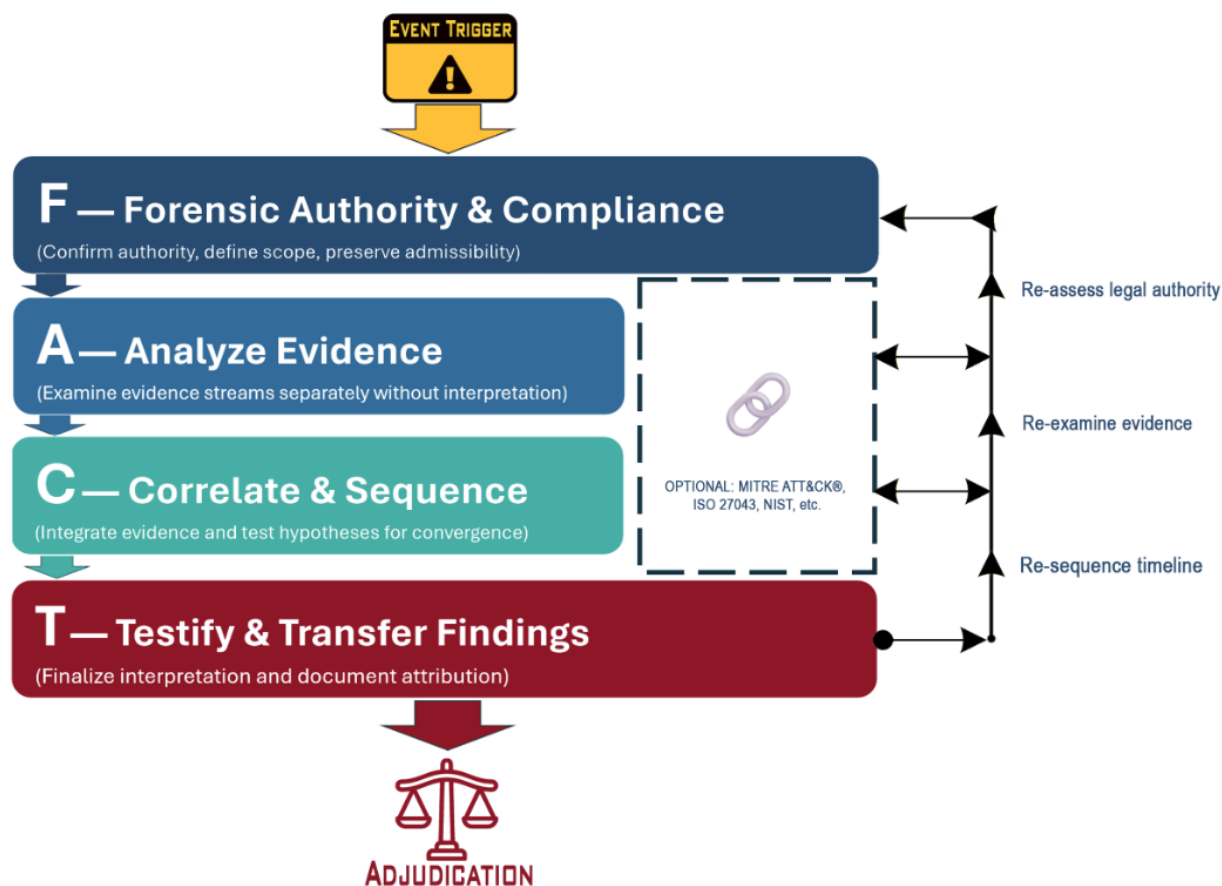 EVENT TRIGGER
F — Forensic Authority & Compliance
(Confirm authority, define scope, preserve admissibility)
Re-assess legal authority
A — Analyze Evidence
(Examine evidence streams separately without interpretation)
Re-examine evidence
C — Correlate & Sequence
(Integrate evidence and test hypotheses for convergence)
OPTIONAL: MITRE ATT&CK®,
ISO 27043, NIST, etc.
Re-sequence timeline
T — Testify & Transfer Findings
(Finalize interpretation and document attribution)
ADJUDICATION